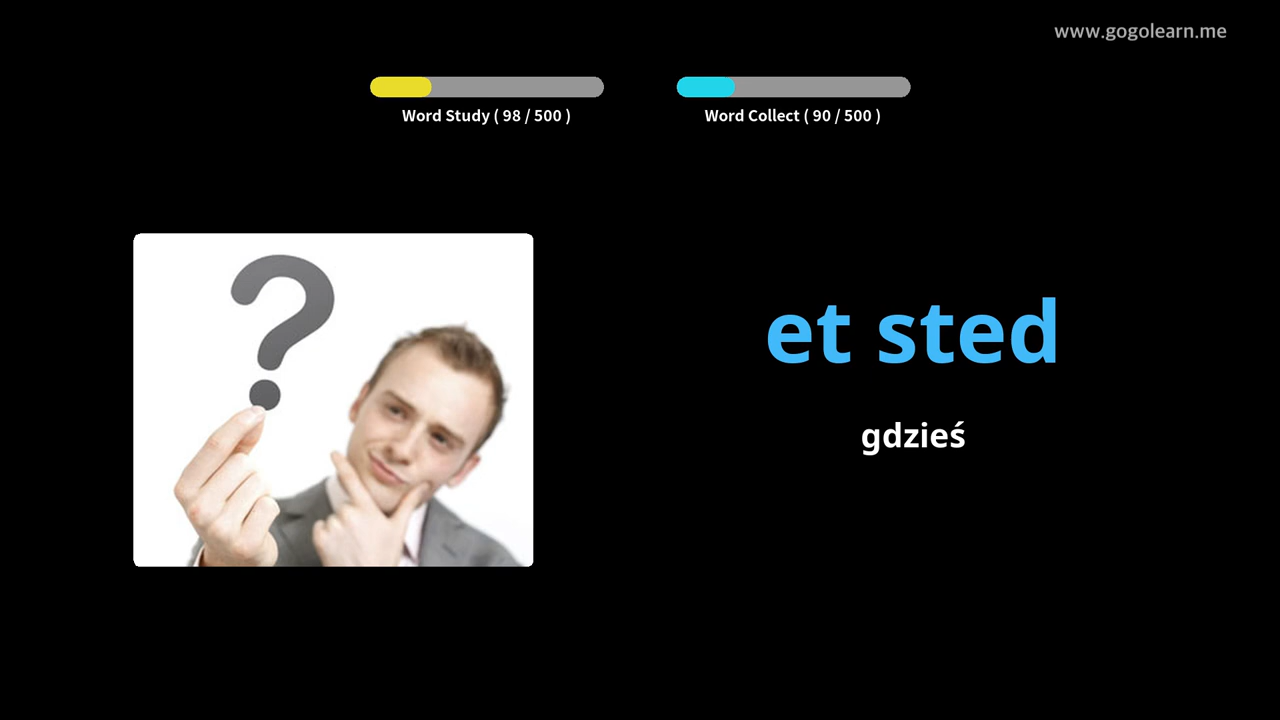 www.gogolearn.me
Word Study ( 98 / 500 )
Word Collect ( 90 / 500 )
?
et sted
gdzieś